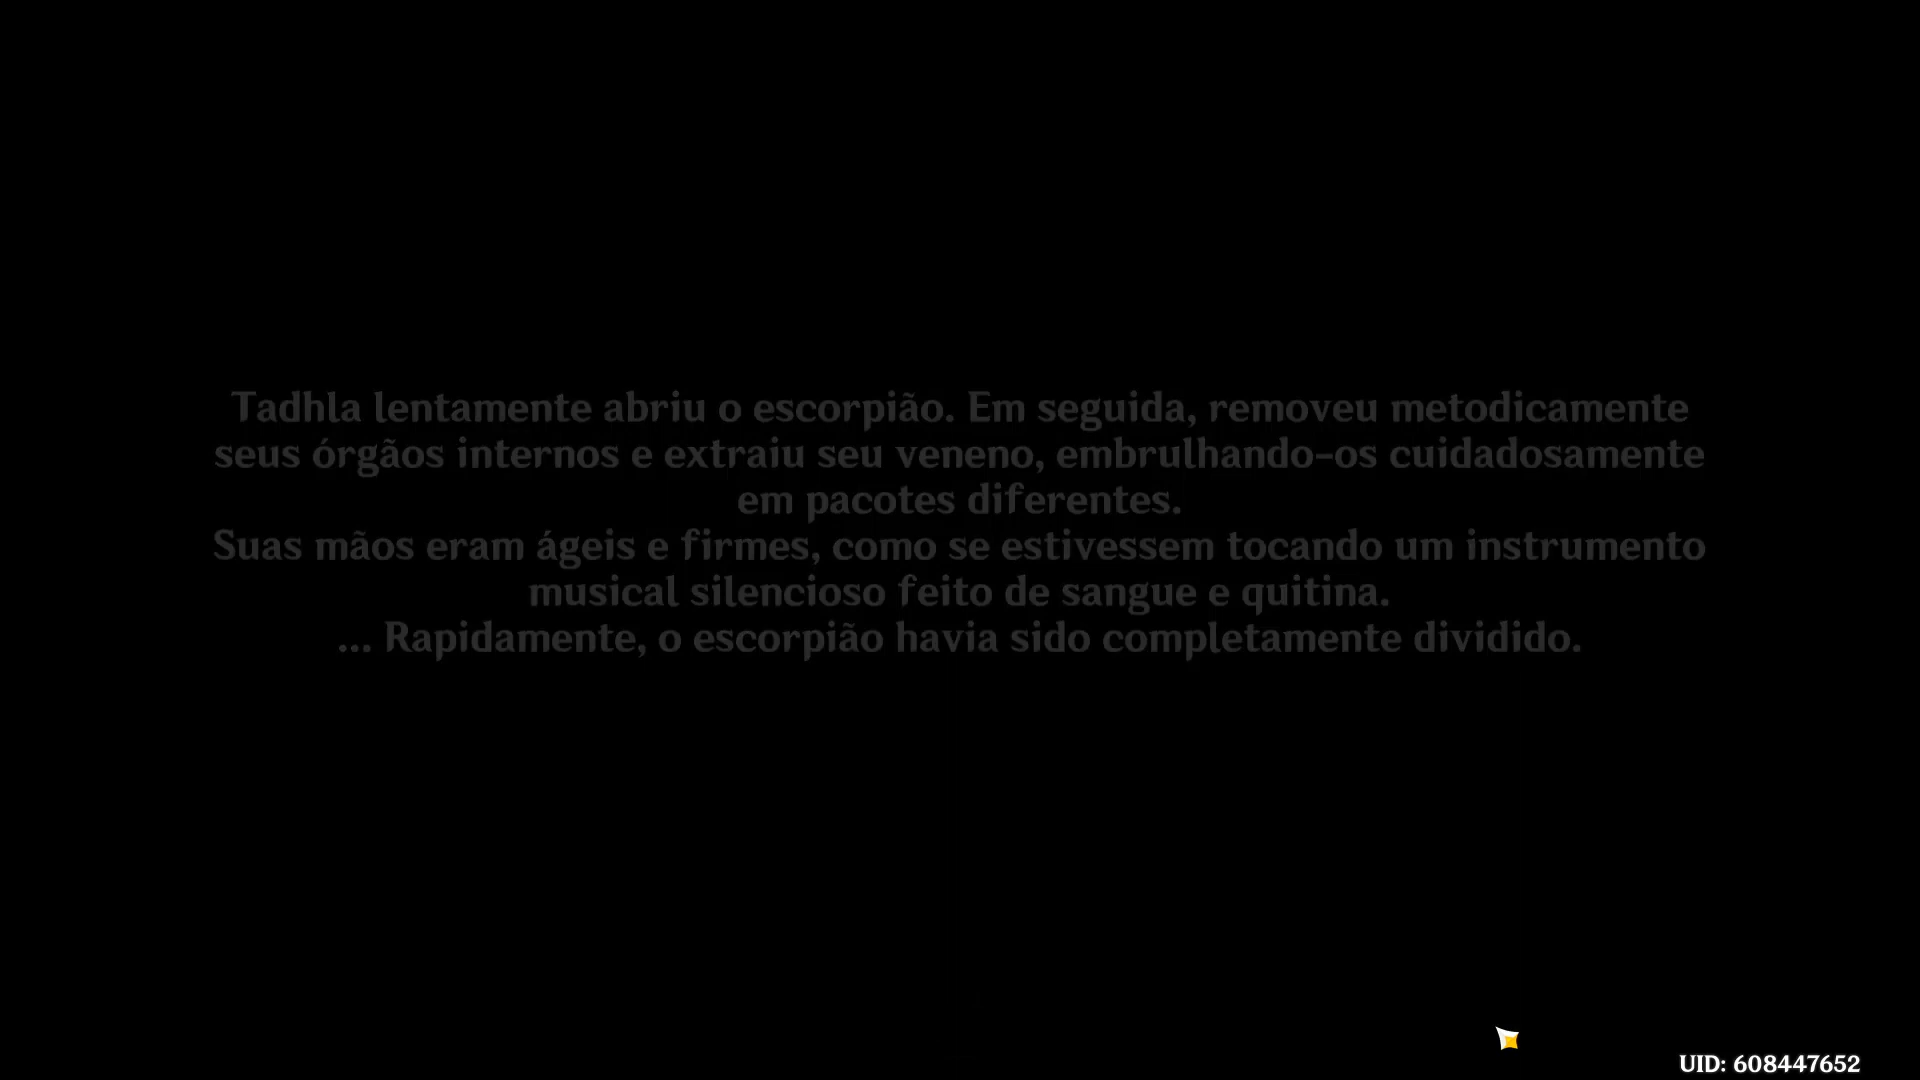 Tadhla lentamente abriu o escorpião. Em seguida, removeu metodicamente
seus órgãos internos e extraiu seu veneno, embrulhando-os cuidadosamente
em pacotes diferentes.
Suas mãos eram ágeis e firmes, como se estivessem tocando um instrumento
musical silencioso feito de sangue e quitina.
... Rapidamente, o escorpião havia sido completamente dividido.
UID: 608447652